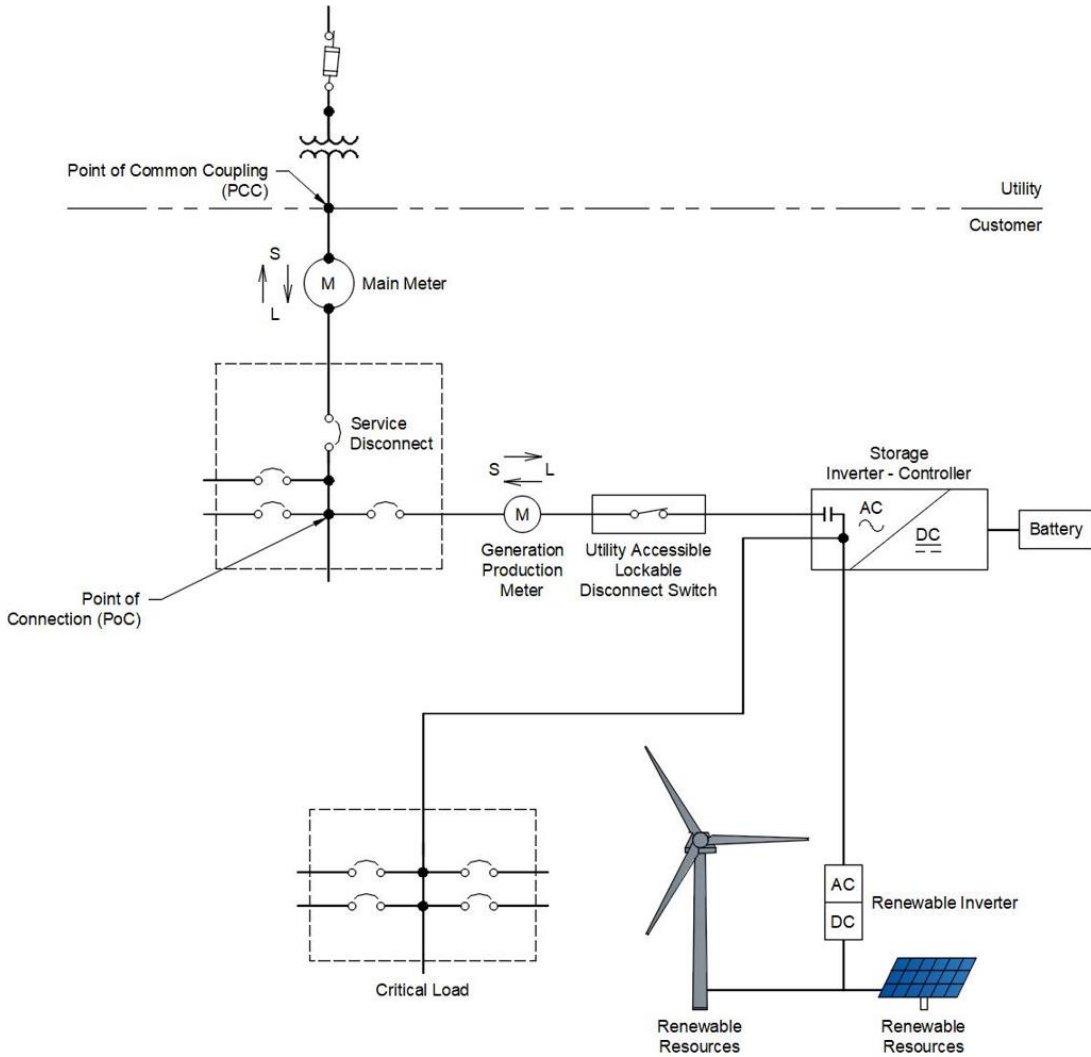 Point of Common Coupling
(PCC)
Utility
Customer
S
L
M
Main Meter
Service
Disconnect
S
L
M
Generation
Production
Meter
Utility Accessible
Lockable
Disconnect Switch
Storage
Inverter - Controller
AC
DC
Battery
Point of
Connection (PoC)
AC
DC
Renewable Inverter
Critical Load
Renewable
Resources
Renewable
Resources